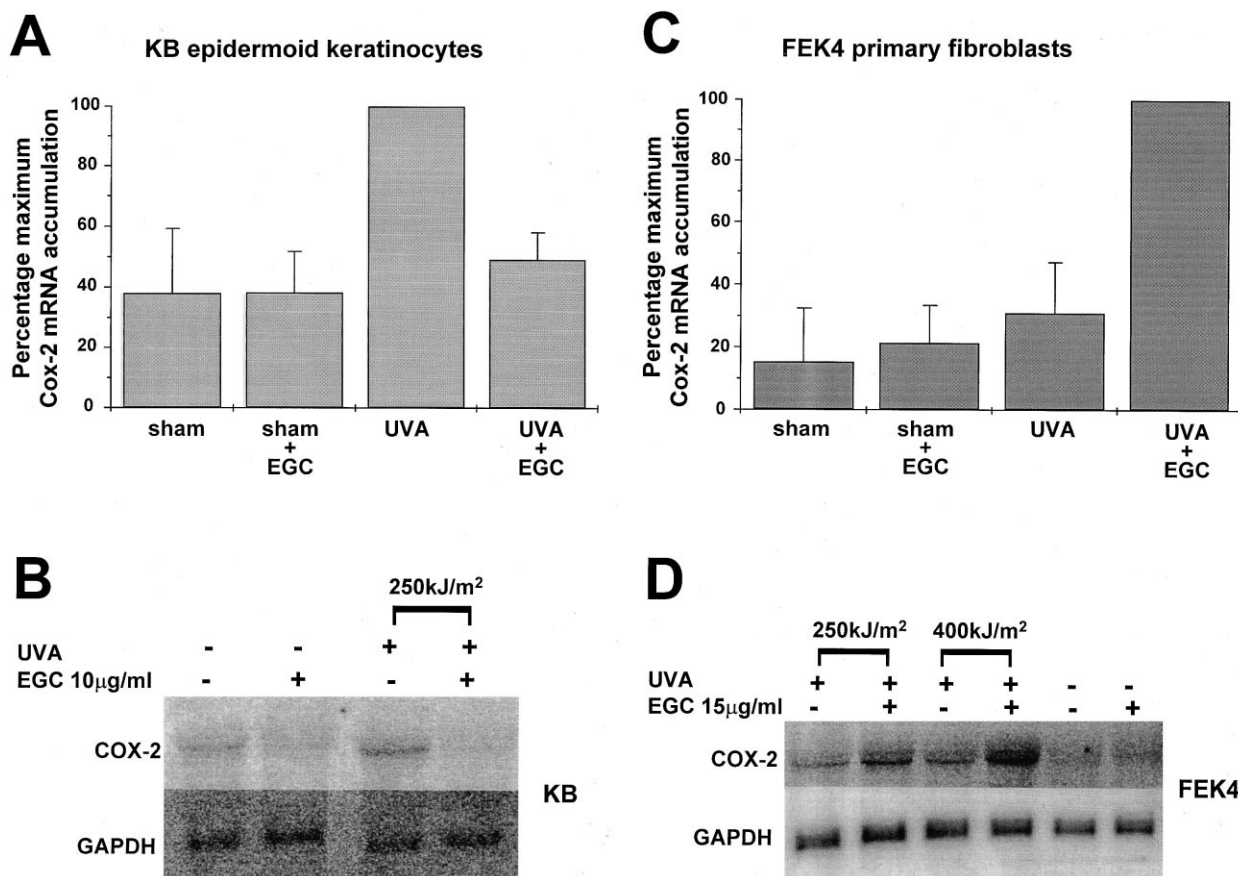 A
KB epidermoid keratinocytes
Percentage maximum
Cox-2 mRNA accumulation
100
80
60
40
20
0
sham
sham
+
EGC
UVA
UVA
+
EGC
C
FEK4 primary fibroblasts
Percentage maximum
Cox-2 mRNA accumulation
100
80
60
40
20
0
sham
sham
+
EGC
UVA
UVA
+
EGC
B
250kJ/m²
UVA - - + +
EGC 10µg/ml - + - +
COX-2
GAPDH
KB
D
250kJ/m² 400kJ/m²
UVA + + + + - -
EGC 15µg/ml - + - + - +
COX-2
GAPDH
FEK4